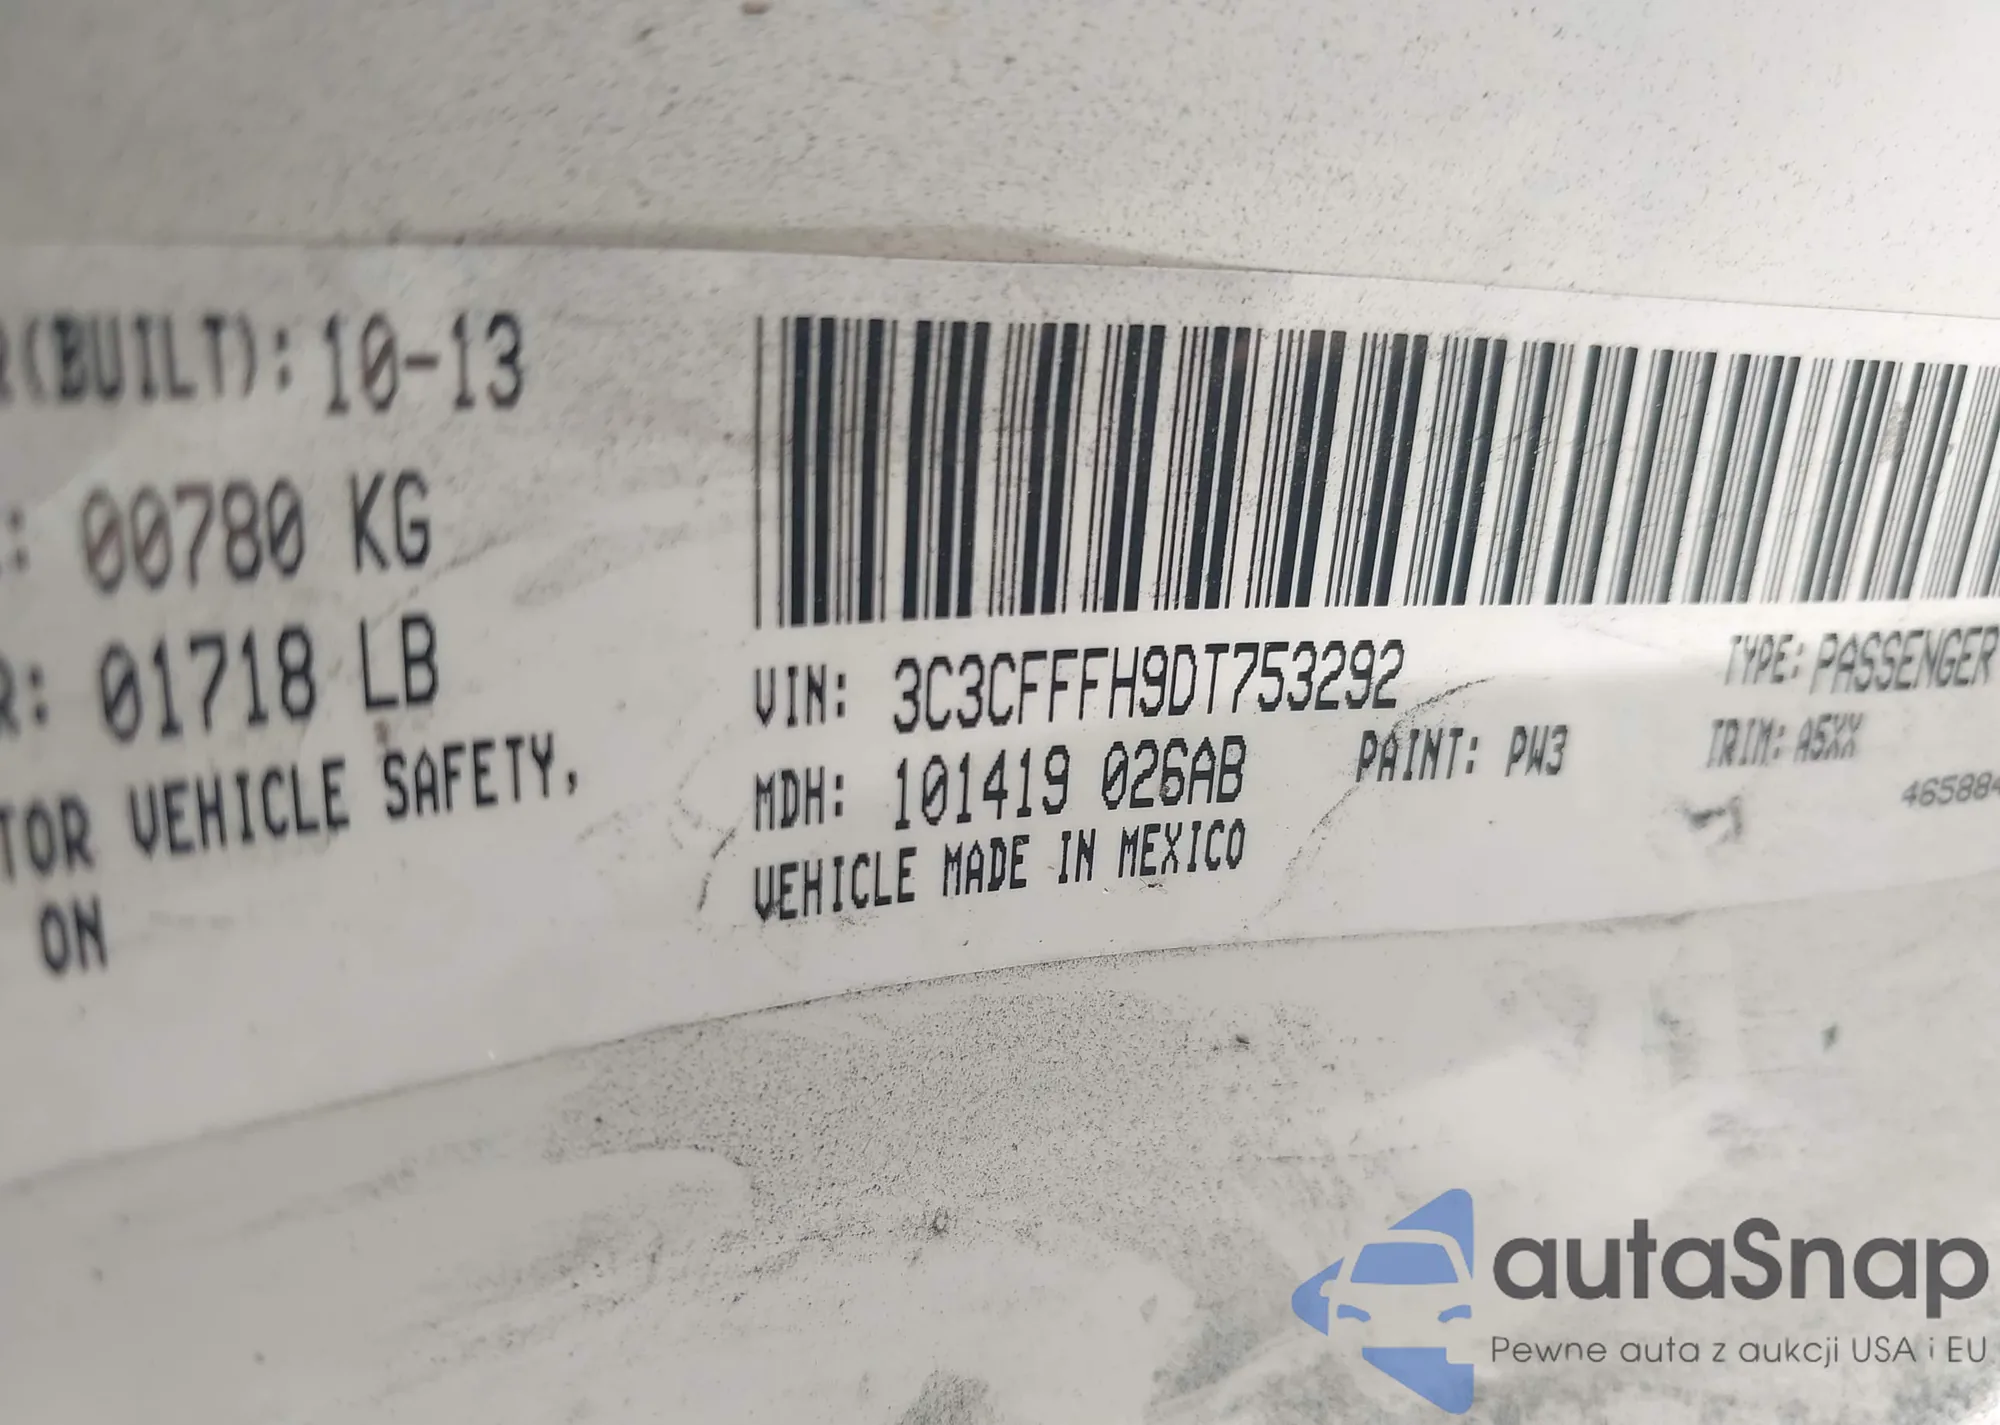 R(BUILT): 10-13
: 00780 KG
R: 01718 LB
TOR VEHICLE SAFETY,
ON
VIN: 3C3CFFFH9DT753292
TYPE: PASSENGER
MDH: 101419 026AB
PAINT: PW3
TRIM: A5XX
VEHICLE MADE IN MEXICO
465884
autaSnap
Pewne auta z aukcji USA i EU